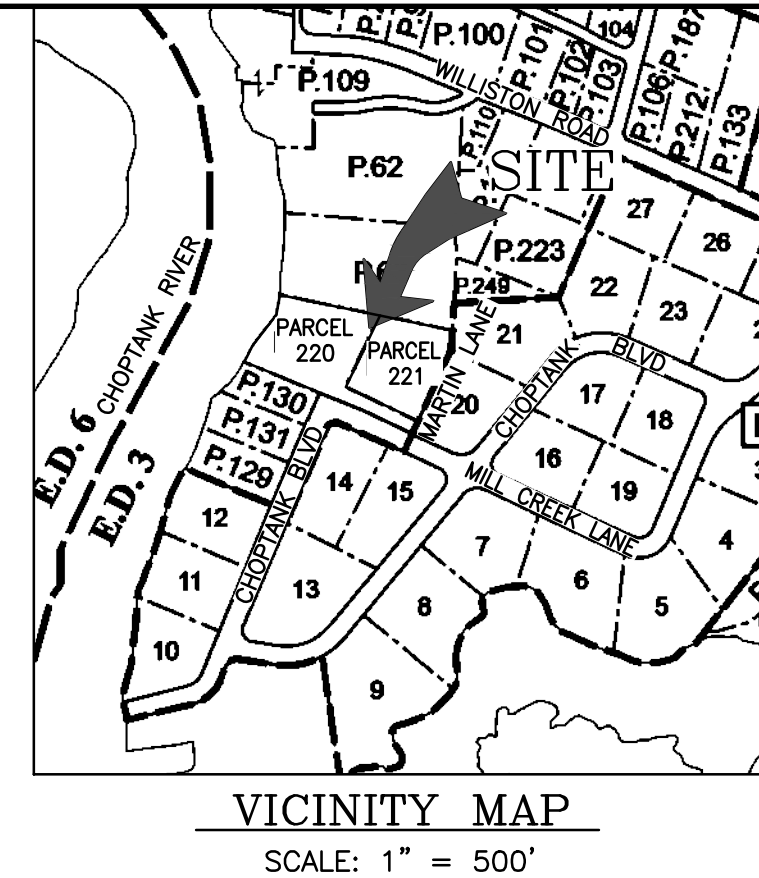 P.100
104
P.187
P.101
P.102
P.103
P.106
P.212
P.133
P.109
WILLISTON ROAD
P.110
P.62
SITE
27
26
P.223
22
23
P.249
21
PARCEL
220
PARCEL
221
MARTIN LANE
CHOPTANK
BLVD
CHOPTANK RIVER
P.130
P.131
P.129
20
17
18
16
19
E.D. 6
E.D. 3
CHOPTANK BLVD
14
15
MILL CREEK LANE
12
11
10
13
7
8
9
6
5
4
VICINITY MAP
SCALE: 1" = 500'